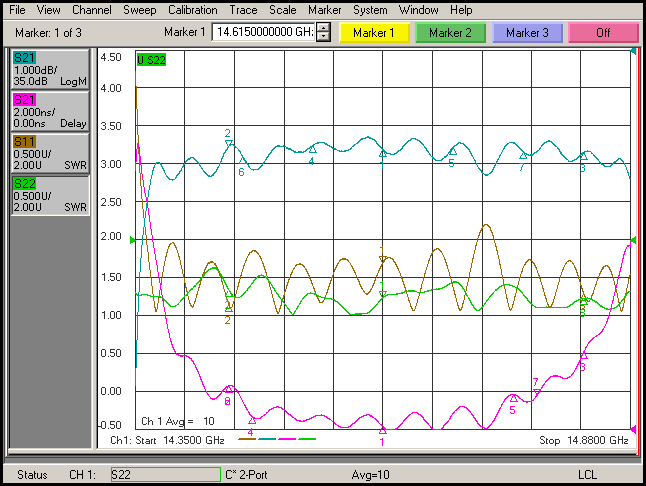 File View Channel Sweep Calibration Trace Scale Marker System Window Help
Marker: 1 of 3 Marker 1 14.6150000000 GH: Marker 1 Marker 2 Marker 3 Off
S21
1.000dB/
35.0dB LogM
S21
2.000ns/
0.00ns Delay
S11
0.500U/
2.00U SWR
S22
0.500U/
2.00U SWR
U S22
4.50
4.00
3.50
3.00
2.50
2.00
1.50
1.00
0.50
0.00
-0.50
2
6
4
5
7
3
1
2
7
5
3
4
1
Ch 1 Avg = 10
Ch1: Start 14.3500 GHz Stop 14.8800 GHz
Status CH 1: S22 C* 2-Port Avg=10 LCL